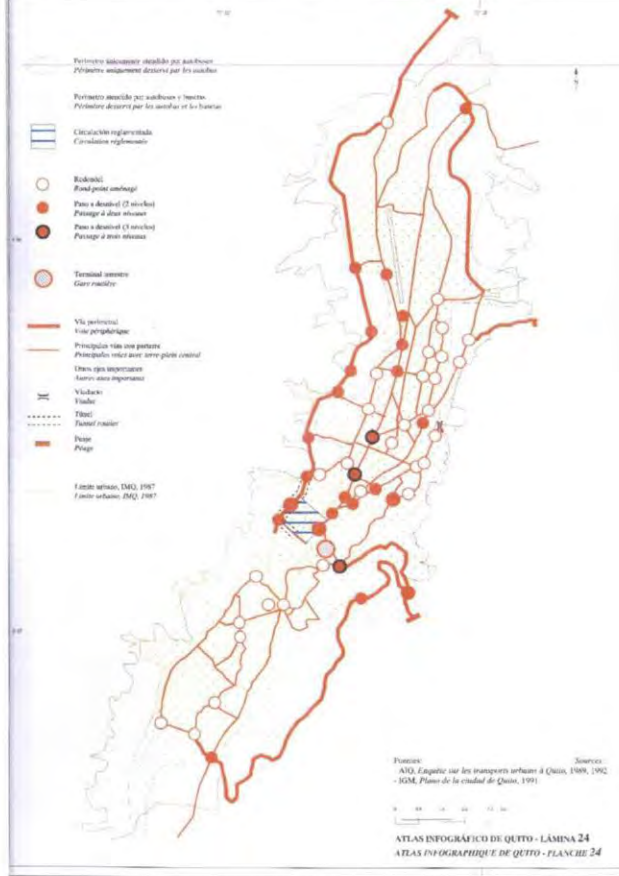 Perímetro únicamente atendido por autobuses
Périmètre uniquement desservi par les autobus
Perímetro atendido por autobuses y busetas
Périmètre desservi par les autobus et les busetas
Circulación reglamentada
Circulation réglementée
Redondel
Rond-point aménagé
Paso a desnivel (2 niveles)
Passage à deux niveaux
Paso a desnivel (3 niveles)
Passage à trois niveaux
Terminal terrestre
Gare routière
Vía perimetral
Voie périphérique
Principales vías con parterre
Principales voies avec terre-plein central
Otros ejes importantes
Autres axes importants
Viaducto
Viaduc
Túnel
Tunnel routier
Peaje
Péage
Límite urbano, IMQ, 1987
Limite urbaine, IMQ, 1987
Fuentes: Sources:
- AIQ, Enquête sur les transports urbains à Quito, 1989, 1992
- IGM, Plano de la ciudad de Quito, 1991
ATLAS INFOGRÁFICO DE QUITO - LÁMINA 24
ATLAS INFOGRAPHIQUE DE QUITO - PLANCHE 24